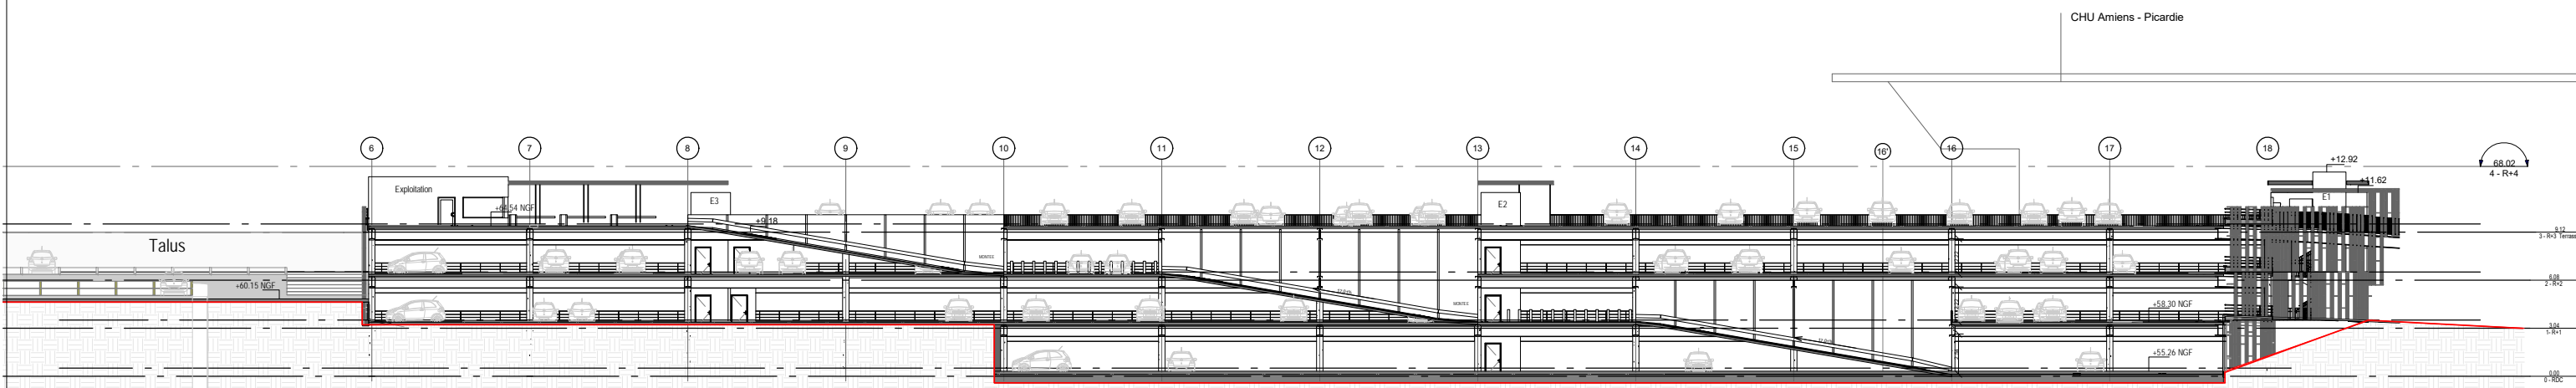 CHU Amiens - Picardie
6
7
8
9
10
11
12
13
14
15
16'
16
17
18
+12.92
68.02
4 - R+4
+11.62
Exploitation
+64.54 NGF
E3
E2
E1
+9.18
9.12
3 - R+3 Terrasse
Talus
MONTEE
+60.15 NGF
6.08
2 - R+2
MONTEE
+58.30 NGF
3.04
1- R+1
+55.26 NGF
0.00
0 - RDC